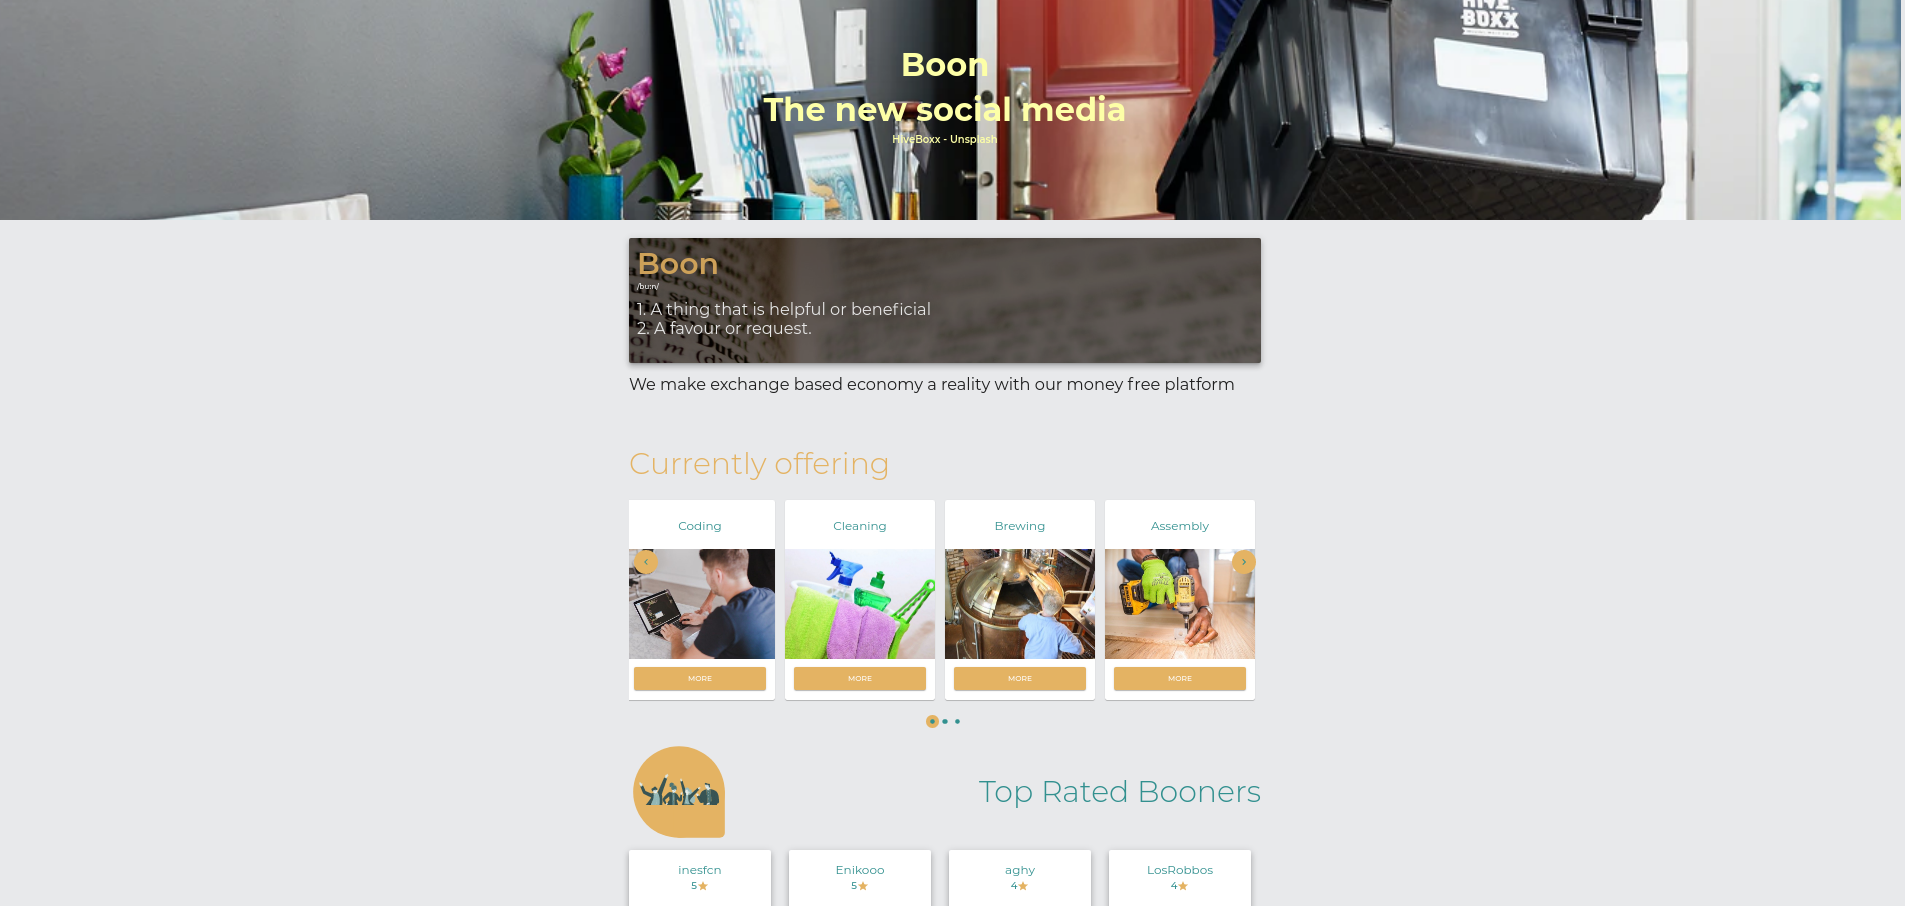 HIVE
BOXX
Boon
The new social media
HiveBoxx - Unsplash
Boon
/buːn/
1. A thing that is helpful or beneficial
2. A favour or request.
We make exchange based economy a reality with our money free platform
Currently offering
Coding
Cleaning
Brewing
Assembly
MORE
MORE
MORE
MORE
Top Rated Booners
inesfcn
Enikooo
aghy
LosRobbos
5
5
4
4